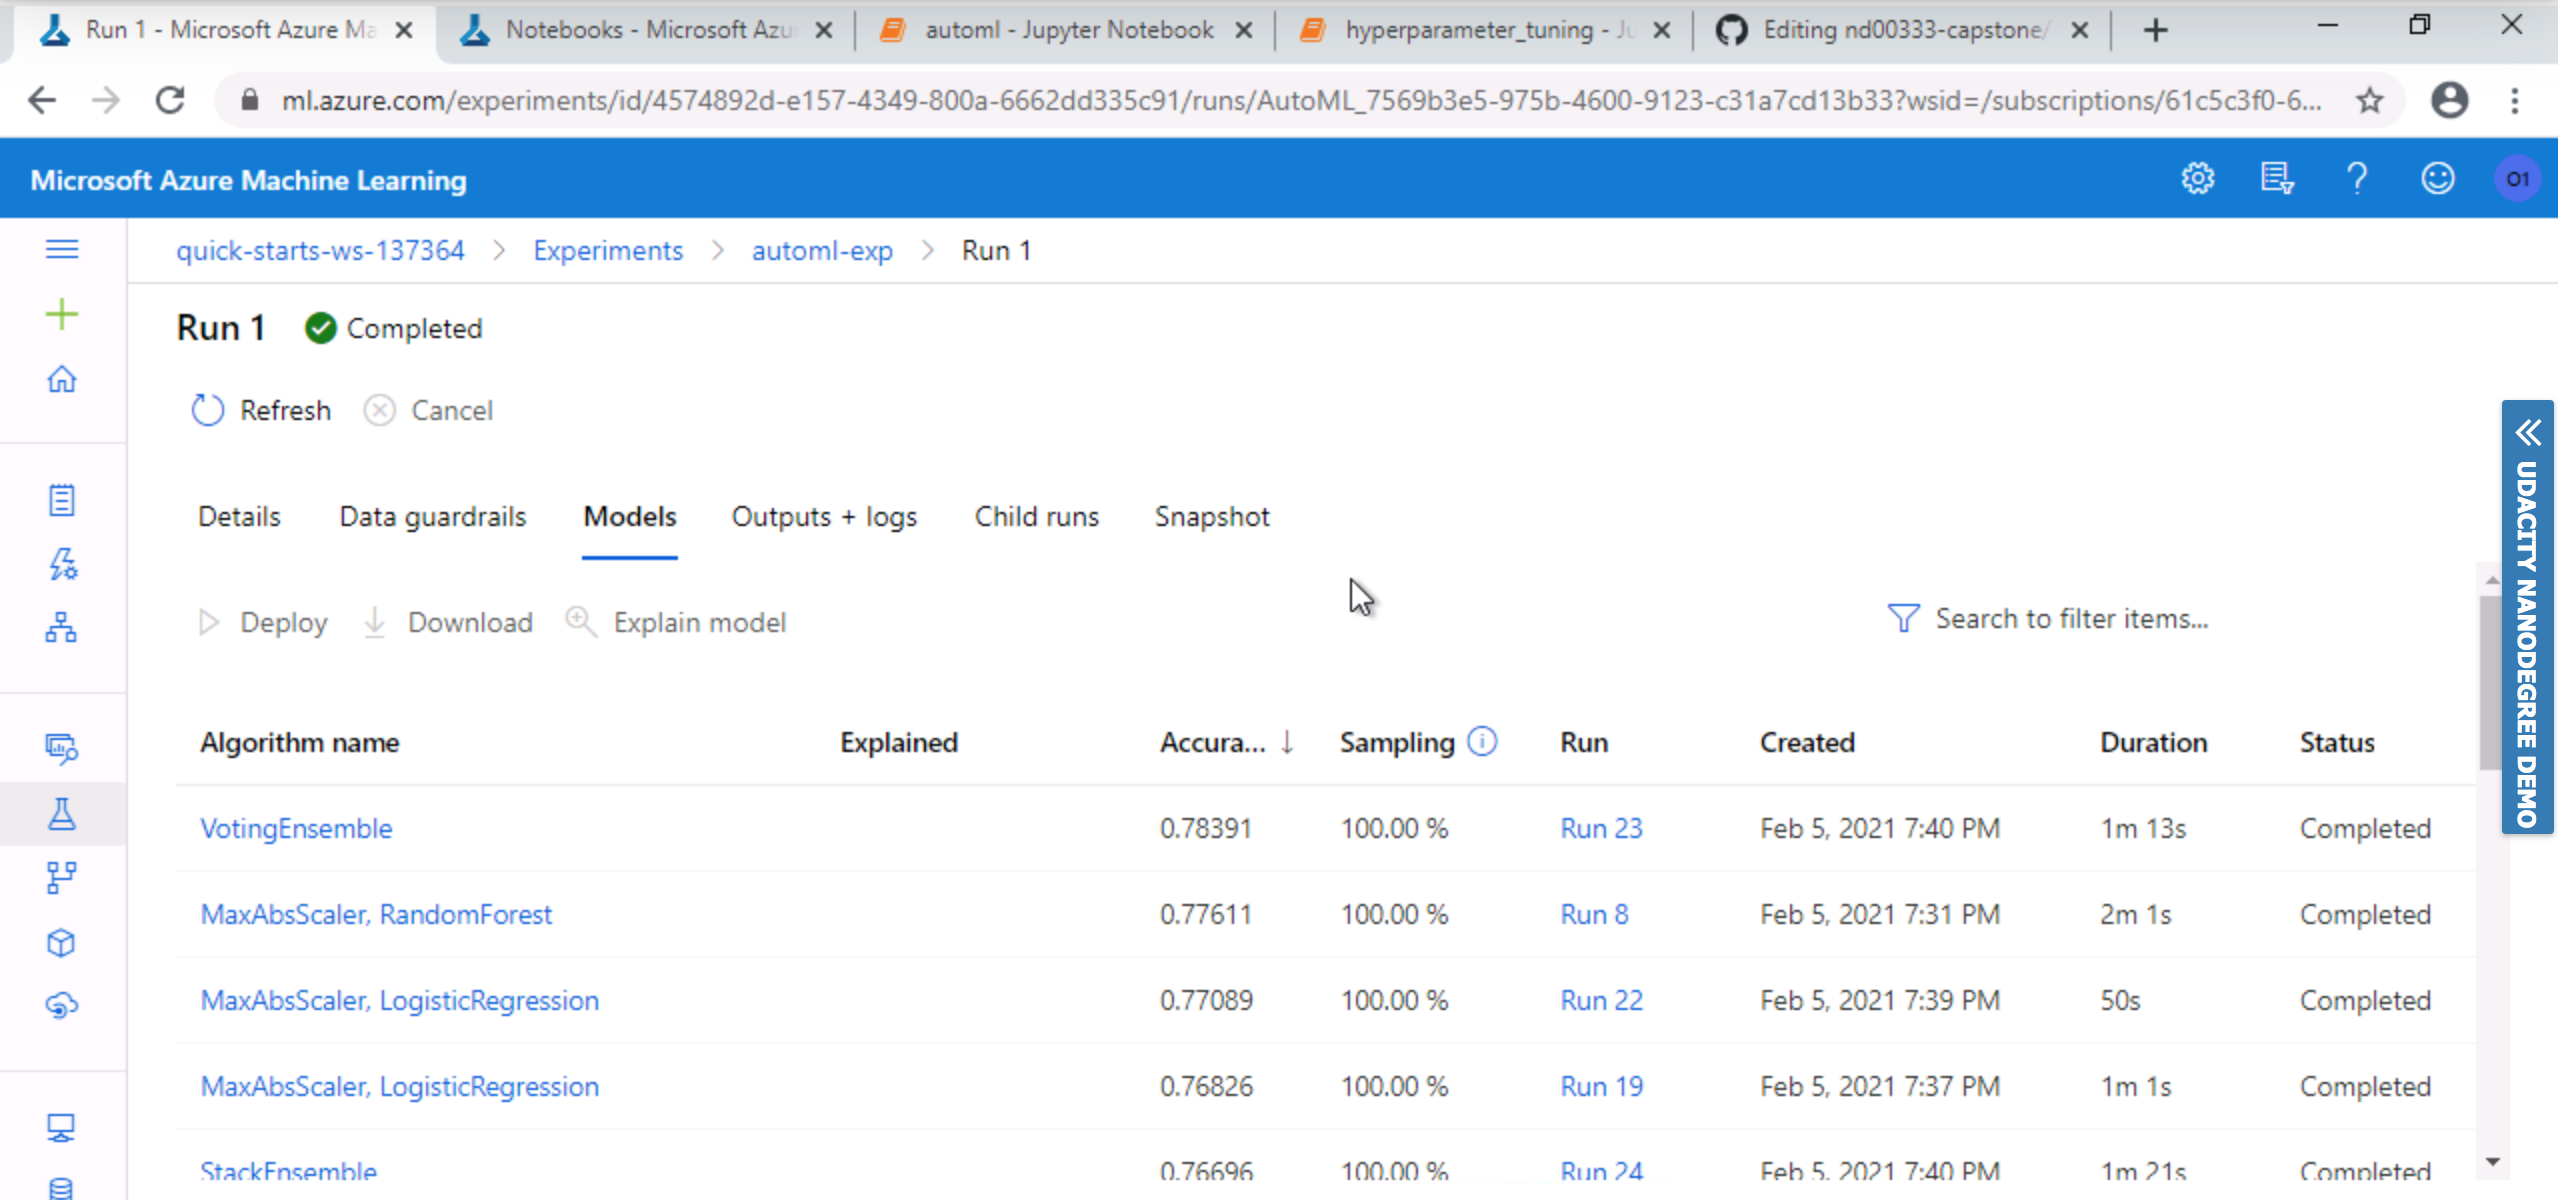 Run 1 - Microsoft Azure Ma
Notebooks - Microsoft Azu
automl - Jupyter Notebook
hyperparameter_tuning - Ju
Editing nd00333-capstone/
ml.azure.com/experiments/id/4574892d-e157-4349-800a-6662dd335c91/runs/AutoML_7569b3e5-975b-4600-9123-c31a7cd13b33?wsid=/subscriptions/61c5c3f0-6...
Microsoft Azure Machine Learning
01
quick-starts-ws-137364 > Experiments > automl-exp > Run 1
Run 1 Completed
Refresh Cancel
Details Data guardrails Models Outputs + logs Child runs Snapshot
Deploy Download Explain model Search to filter items...
Algorithm name Explained Accura... ↓ Sampling Run Created Duration Status
VotingEnsemble 0.78391 100.00 % Run 23 Feb 5, 2021 7:40 PM 1m 13s Completed
MaxAbsScaler, RandomForest 0.77611 100.00 % Run 8 Feb 5, 2021 7:31 PM 2m 1s Completed
MaxAbsScaler, LogisticRegression 0.77089 100.00 % Run 22 Feb 5, 2021 7:39 PM 50s Completed
MaxAbsScaler, LogisticRegression 0.76826 100.00 % Run 19 Feb 5, 2021 7:37 PM 1m 1s Completed
StackEnsemble 0.76696 100.00 % Run 24 Feb 5, 2021 7:40 PM 1m 21s Completed
UDACITY NANODEGREE DEMO